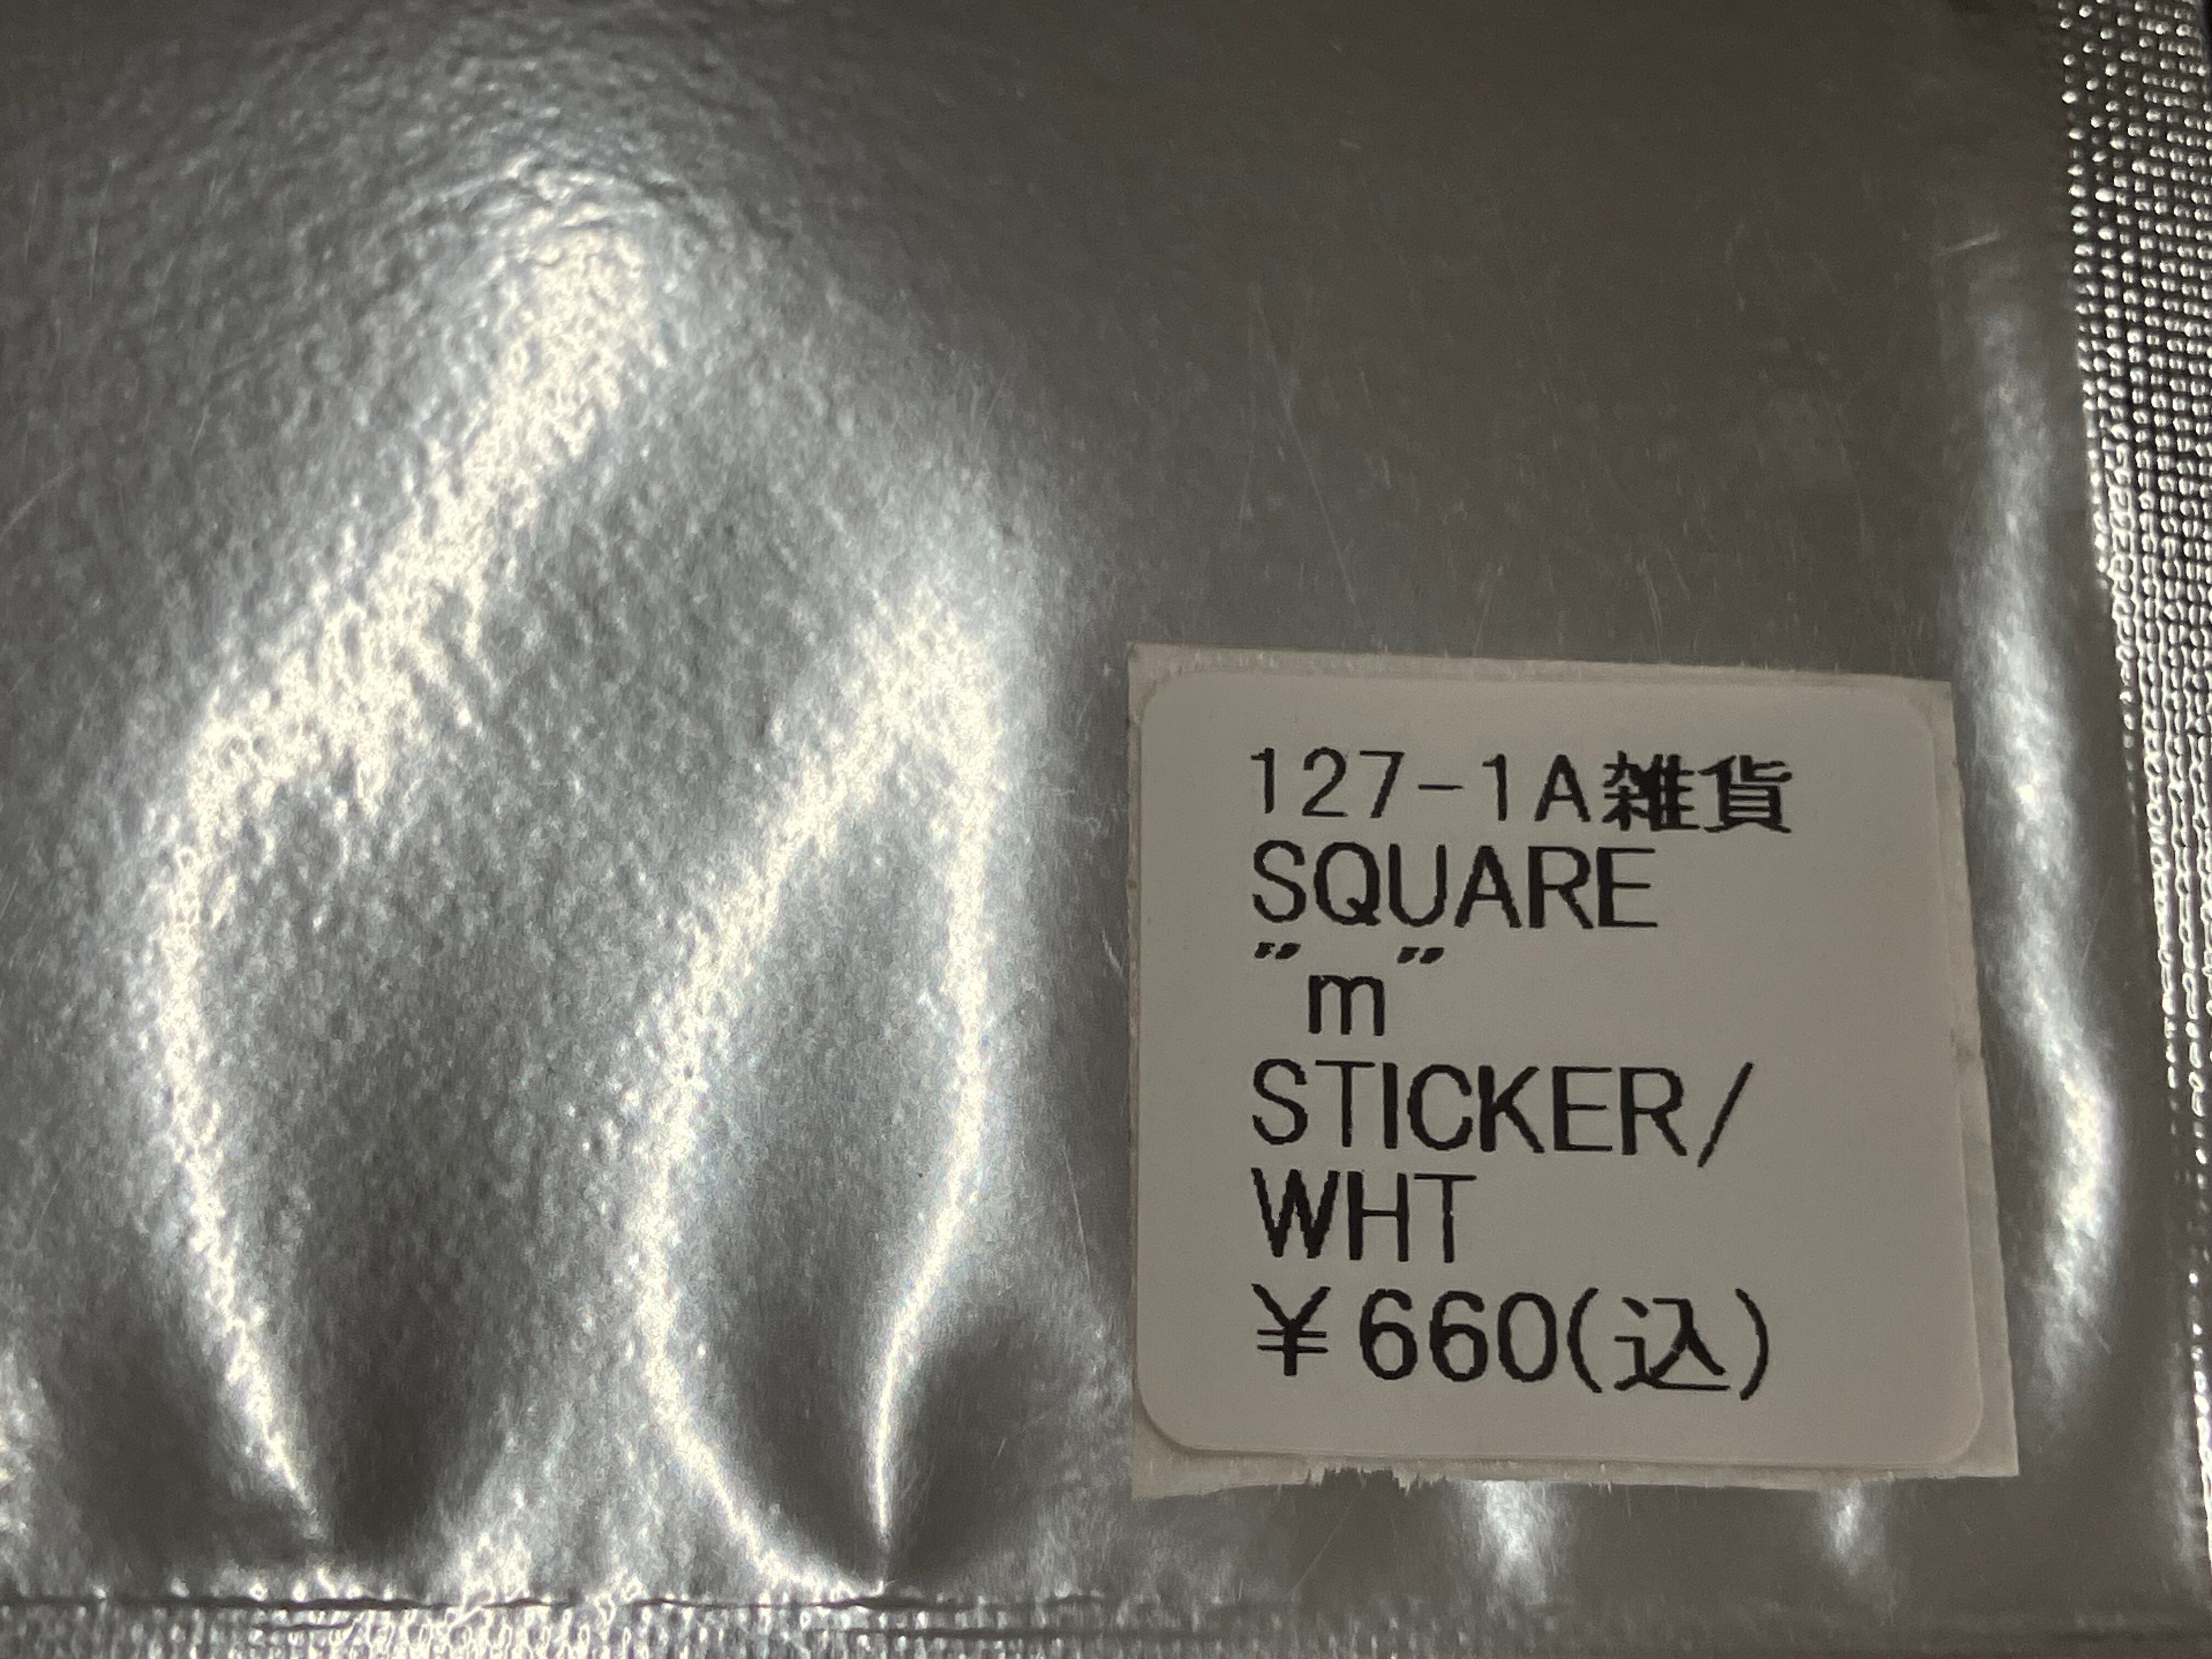 127-1A雑貨
SQUARE
"m"
STICKER/
WHT
¥660(込)